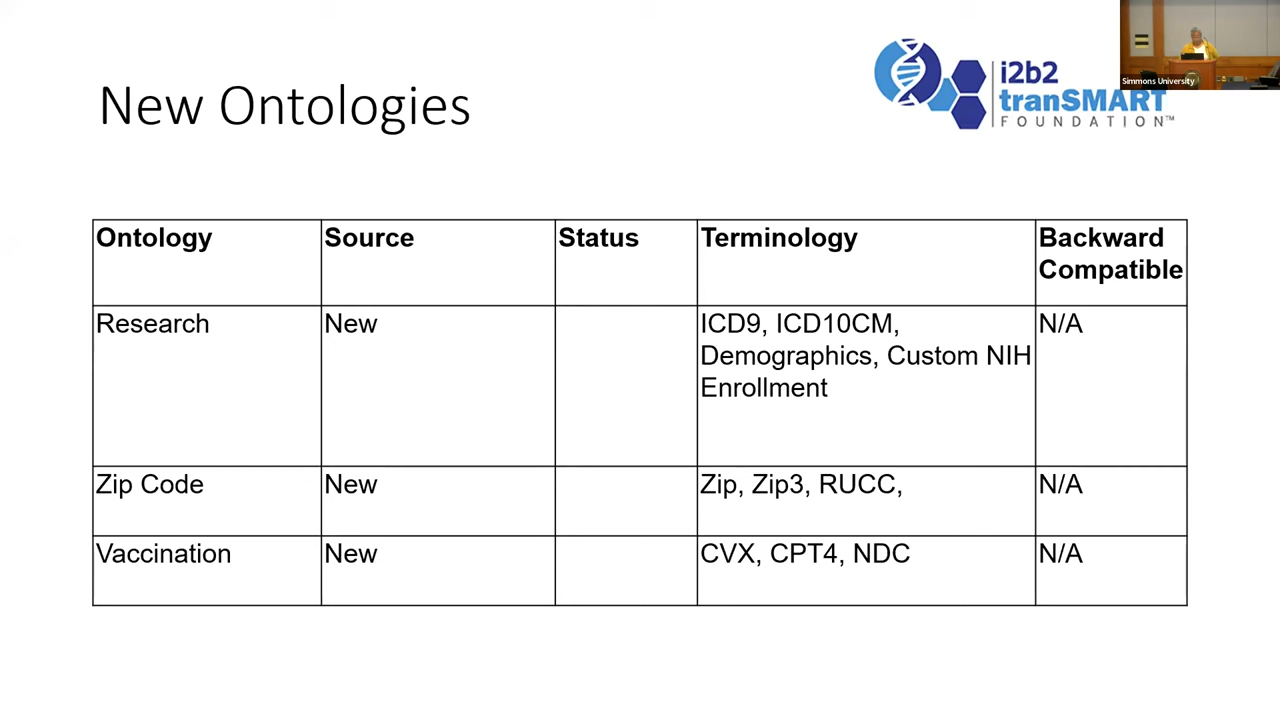 New Ontologies
i2b2
tranSMART
FOUNDATION™
Simmons University
Ontology Source Status Terminology Backward
Compatible
Research New ICD9, ICD10CM, N/A
Demographics, Custom NIH
Enrollment
Zip Code New Zip, Zip3, RUCC, N/A
Vaccination New CVX, CPT4, NDC N/A